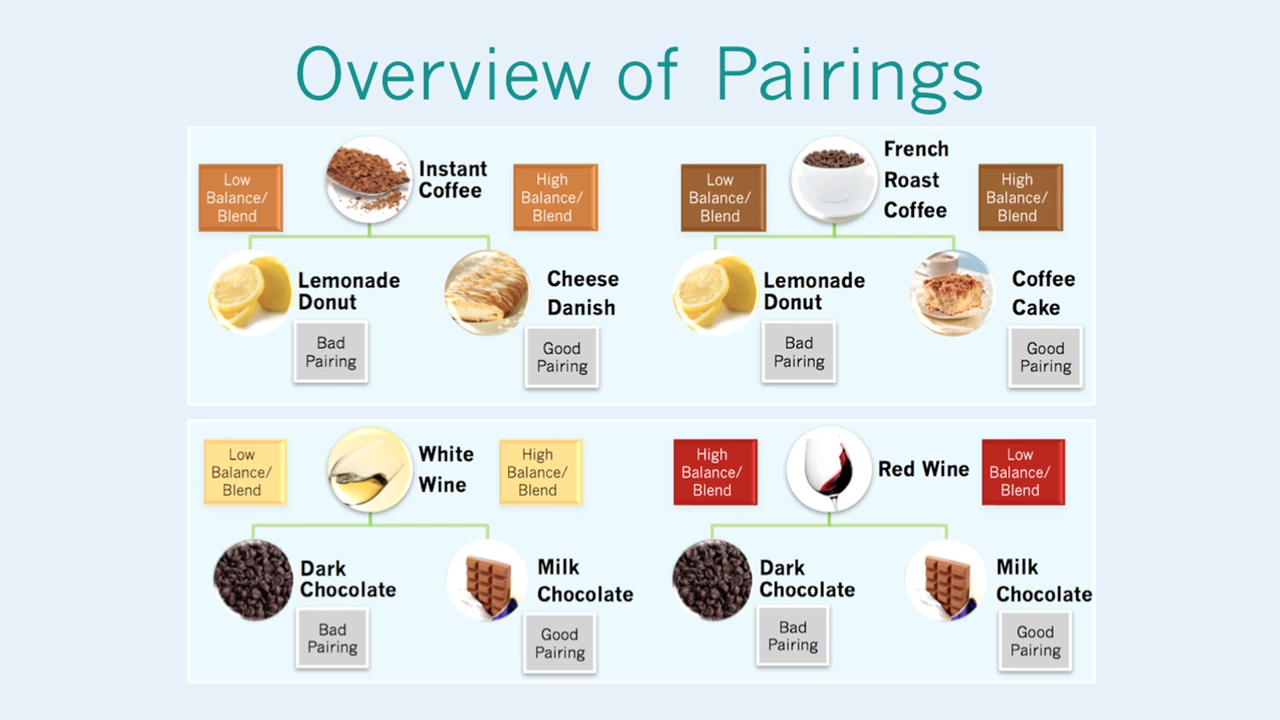 Overview of Pairings
Low
Balance/
Blend
Instant
Coffee
High
Balance/
Blend
Lemonade
Donut
Bad
Pairing
Cheese
Danish
Good
Pairing
Low
Balance/
Blend
French
Roast
Coffee
High
Balance/
Blend
Lemonade
Donut
Bad
Pairing
Coffee
Cake
Good
Pairing
Low
Balance/
Blend
White
Wine
High
Balance/
Blend
Dark
Chocolate
Bad
Pairing
Milk
Chocolate
Good
Pairing
High
Balance/
Blend
Red Wine
Low
Balance/
Blend
Dark
Chocolate
Bad
Pairing
Milk
Chocolate
Good
Pairing